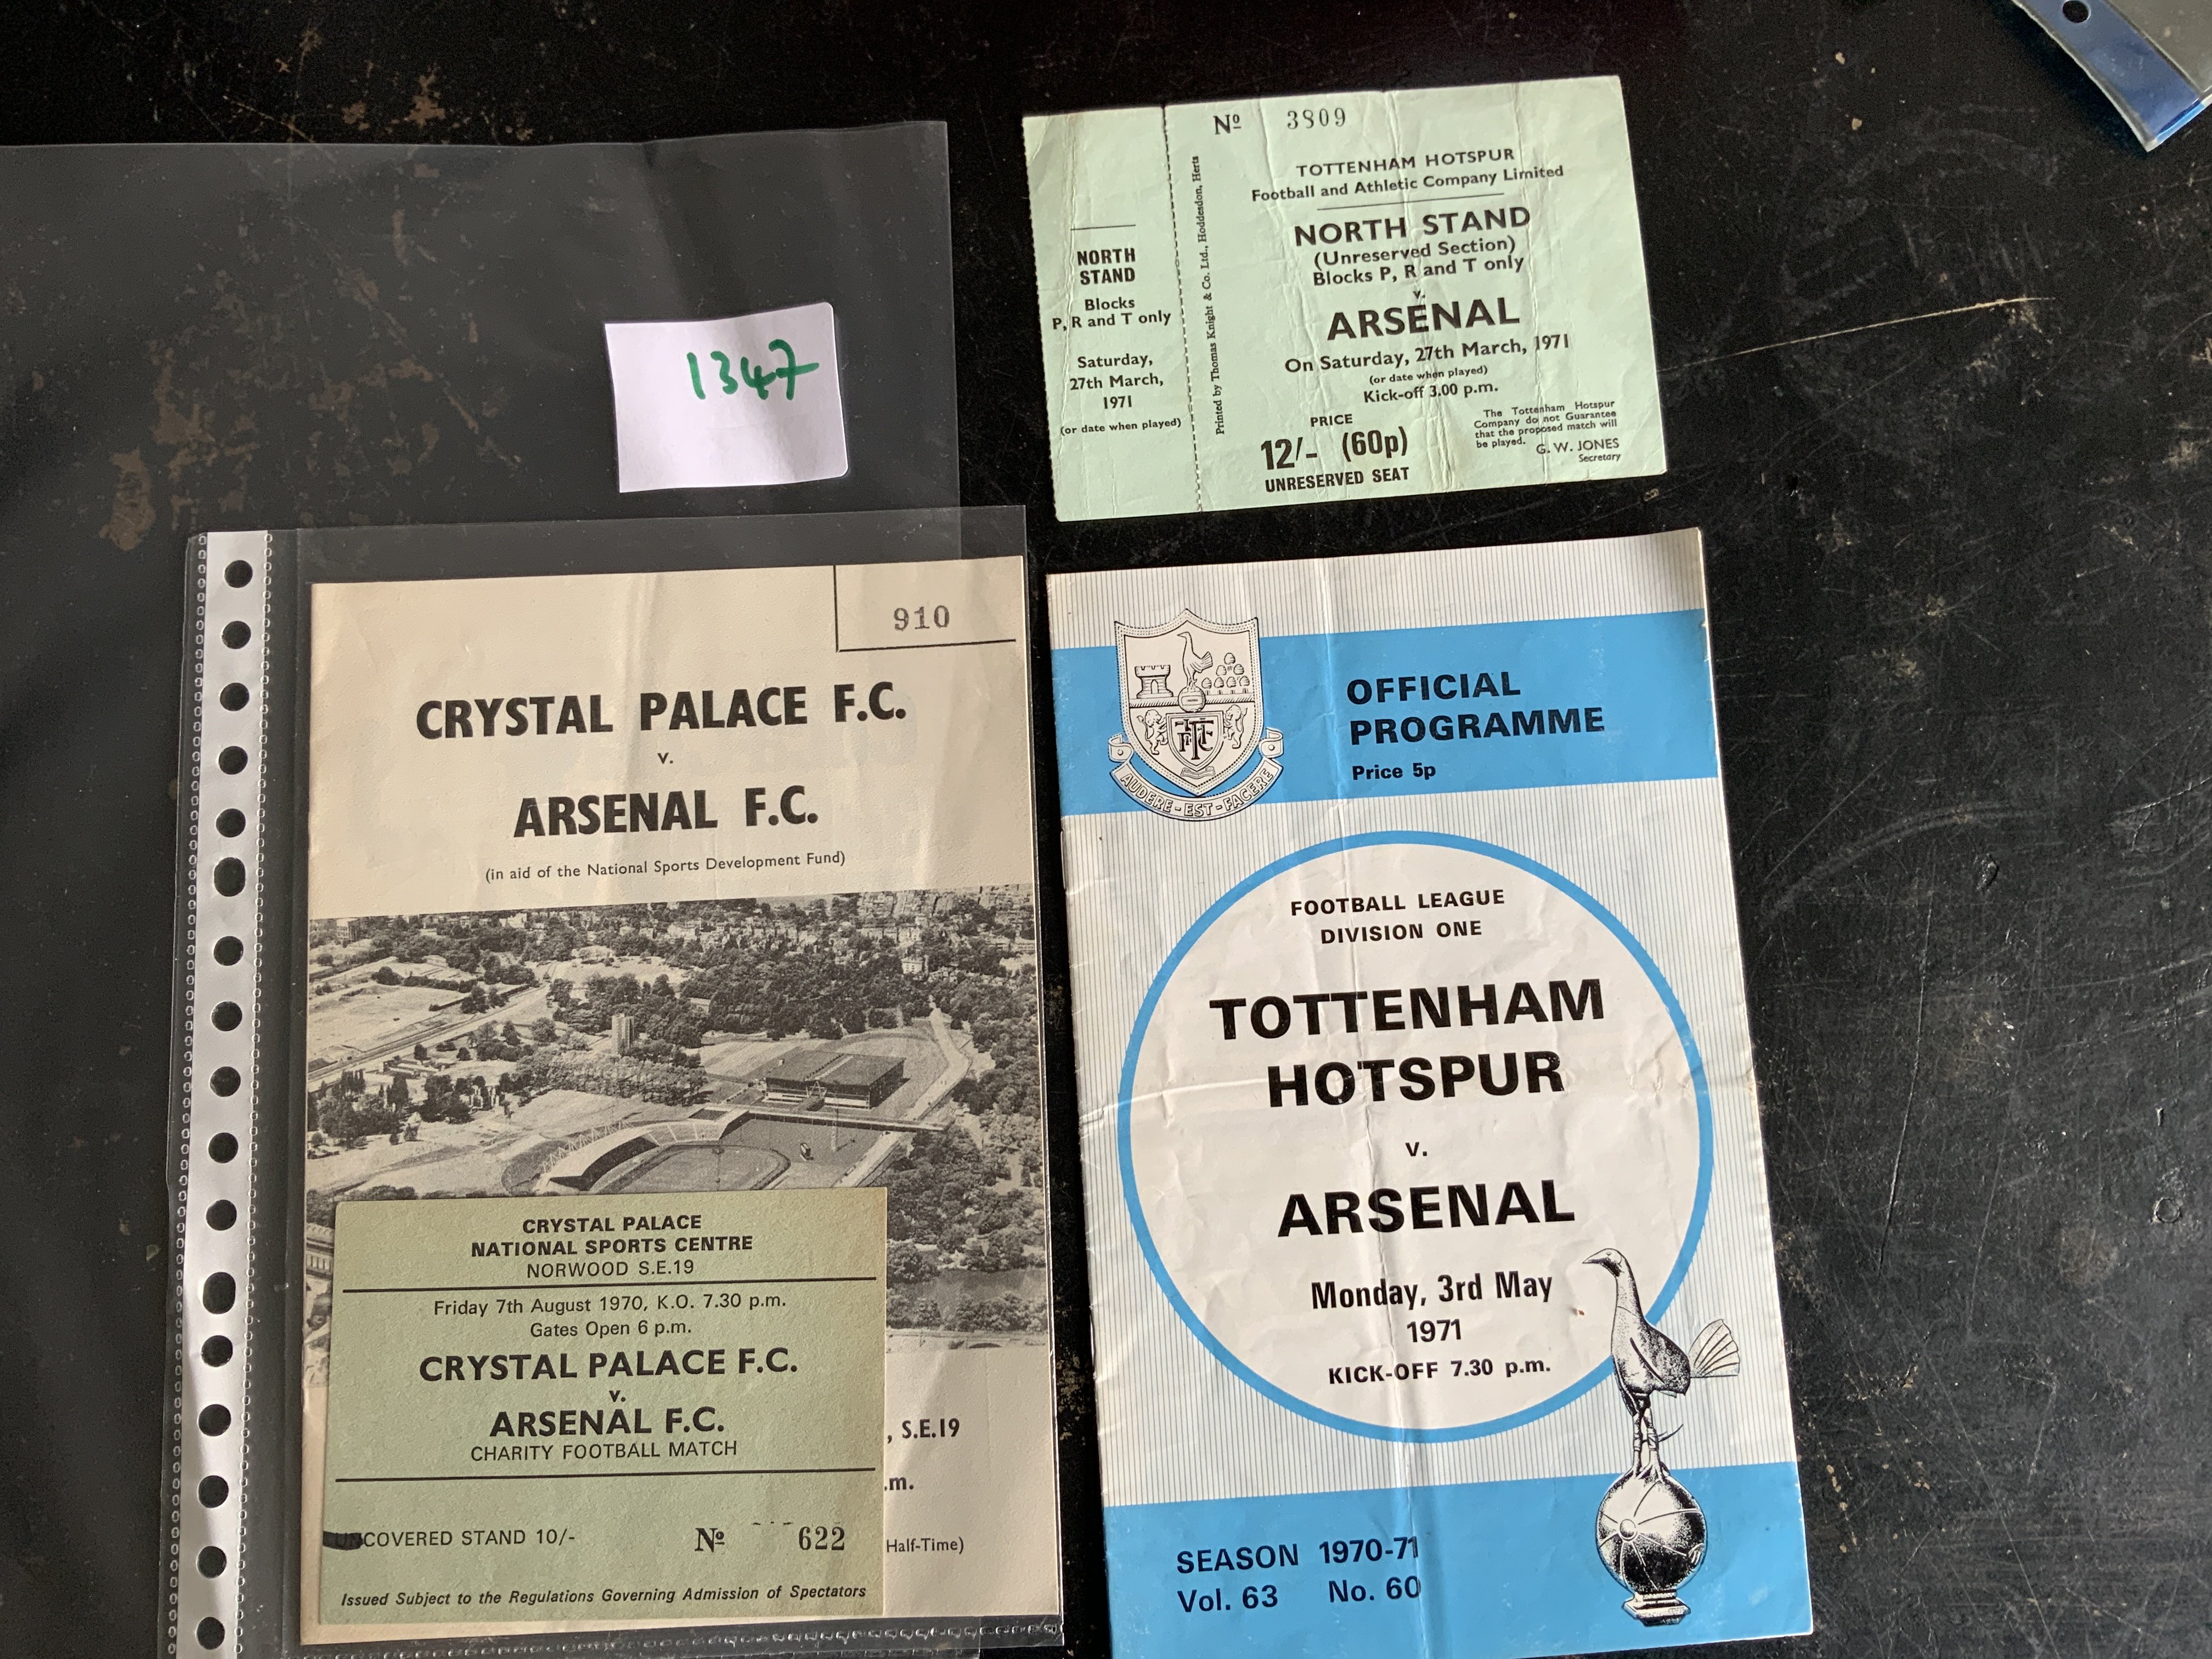 1347
Nº 3809
TOTTENHAM HOTSPUR
Football and Athletic Company Limited
NORTH STAND
(Unreserved Section)
Blocks P, R and T only
v.
ARSENAL
On Saturday, 27th March, 1971
(or date when played)
Kick-off 3.00 p.m.
PRICE
12/- (60p)
UNRESERVED SEAT
The Tottenham Hotspur
Company do not Guarantee
that the proposed match will
be played.
G. W. JONES
Secretary
NORTH
STAND
Blocks
P, R and T only
Saturday,
27th March,
1971
(or date when played)
Printed by Thomas Knight & Co. Ltd., Hoddesdon, Herts
910
CRYSTAL PALACE F.C.
v.
ARSENAL F.C.
(in aid of the National Sports Development Fund)
, S.E.19
.m.
Half-Time)
CRYSTAL PALACE
NATIONAL SPORTS CENTRE
NORWOOD S.E.19
Friday 7th August 1970, K.O. 7.30 p.m.
Gates Open 6 p.m.
CRYSTAL PALACE F.C.
v.
ARSENAL F.C.
CHARITY FOOTBALL MATCH
UNCOVERED STAND 10/- Nº 622
Issued Subject to the Regulations Governing Admission of Spectators
OFFICIAL
PROGRAMME
Price 5p
THFC
AUDERE-EST-FACERE
FOOTBALL LEAGUE
DIVISION ONE
TOTTENHAM
HOTSPUR
v.
ARSENAL
Monday, 3rd May
1971
KICK-OFF 7.30 p.m.
SEASON 1970-71
Vol. 63 No. 60